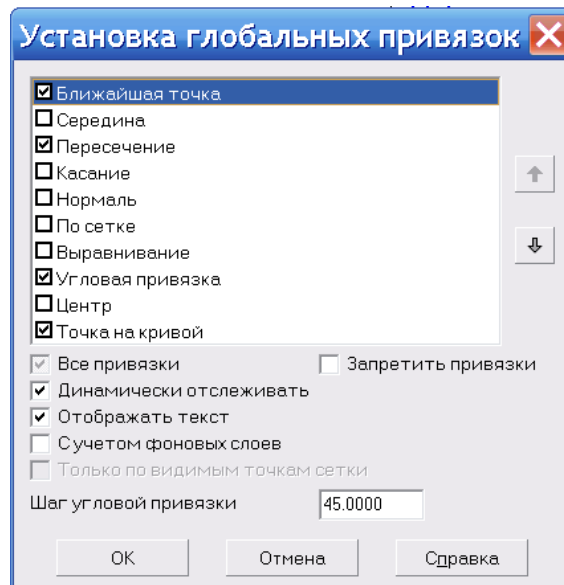 Установка глобальных привязок
Ближайшая точка
Середина
Пересечение
Касание
Нормаль
По сетке
Выравнивание
Угловая привязка
Центр
Точка на кривой
Все привязки Запретить привязки
Динамически отслеживать
Отображать текст
С учетом фоновых слоев
Только по видимым точкам сетки
Шаг угловой привязки 45.0000
OK Отмена Справка